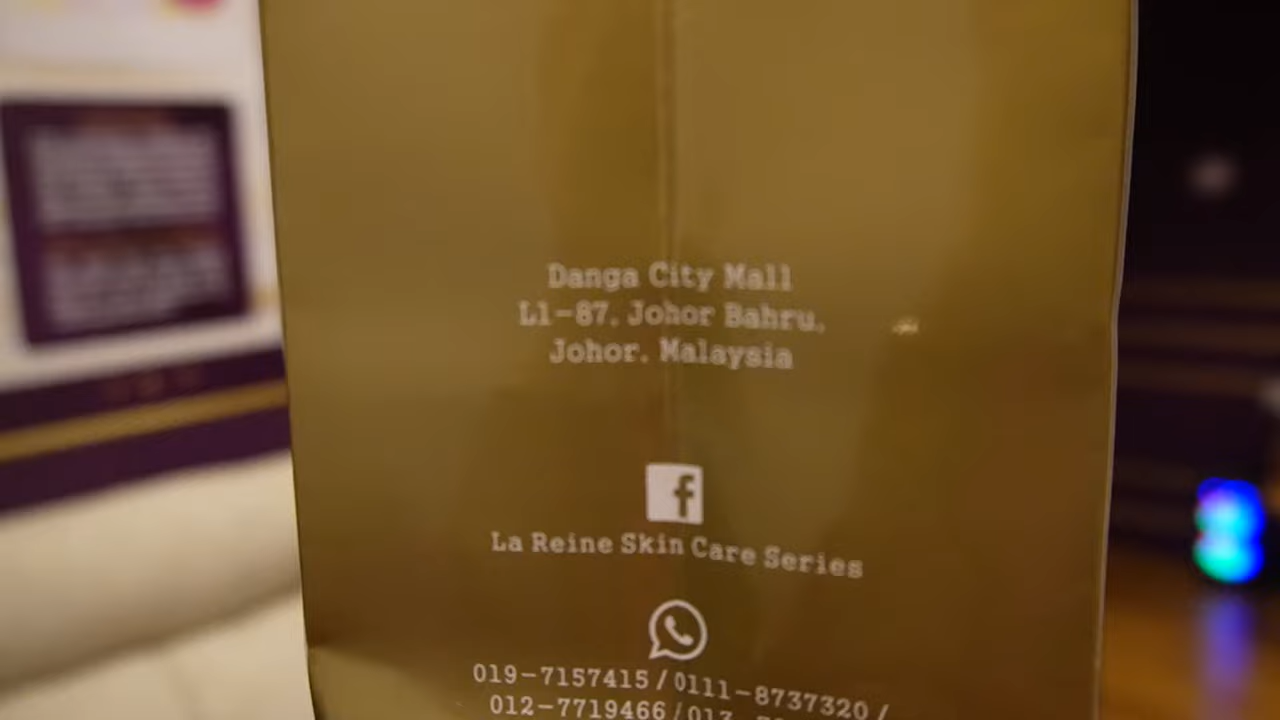 Danga City Mall
L1-87, Johor Bahru,
Johor. Malaysia
f
La Reine Skin Care Series
019-7157415 / 0111-8737320 /
012-7719466 / 013-